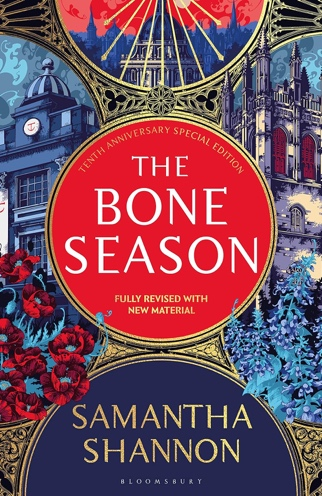 TENTH ANNIVERSARY SPECIAL EDITION
THE
BONE
SEASON
FULLY REVISED WITH
NEW MATERIAL
SAMANTHA
SHANNON
BLOOMSBURY